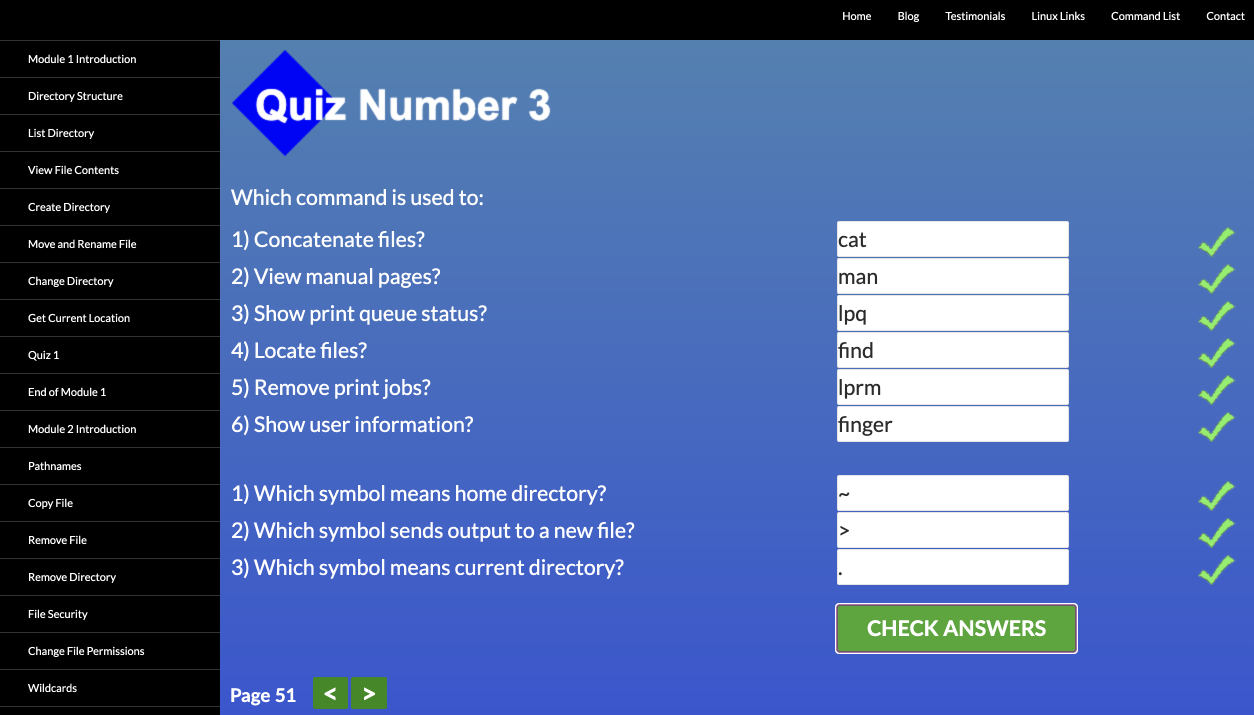 Home Blog Testimonials Linux Links Command List Contact
Module 1 Introduction
Directory Structure
List Directory
View File Contents
Create Directory
Move and Rename File
Change Directory
Get Current Location
Quiz 1
End of Module 1
Module 2 Introduction
Pathnames
Copy File
Remove File
Remove Directory
File Security
Change File Permissions
Wildcards
Quiz Number 3
Which command is used to:
1) Concatenate files? cat
2) View manual pages? man
3) Show print queue status? lpq
4) Locate files? find
5) Remove print jobs? lprm
6) Show user information? finger
1) Which symbol means home directory? ~
2) Which symbol sends output to a new file? >
3) Which symbol means current directory? .
CHECK ANSWERS
Page 51 < >